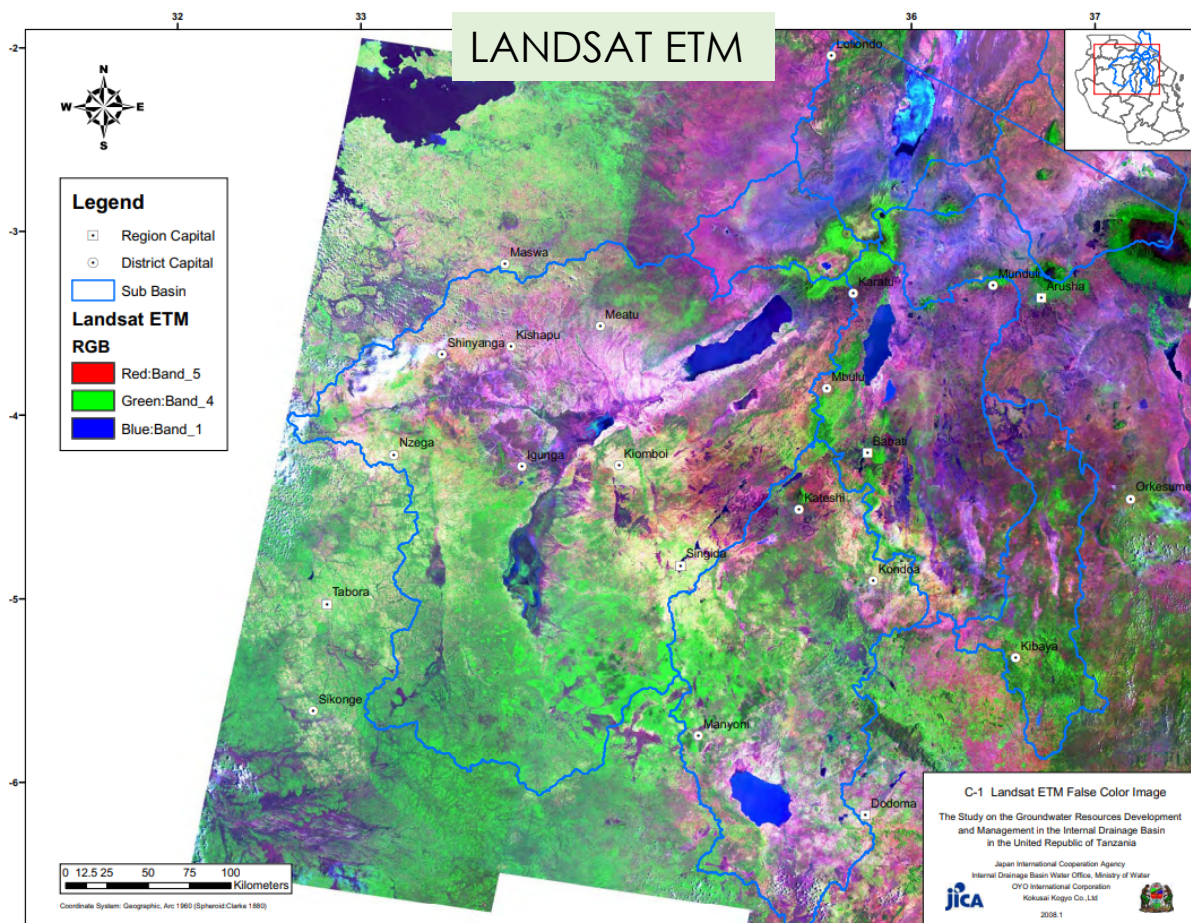 LANDSAT ETM
32
33
36
37
-2
-3
-4
-5
-6
N
W E
S
Legend
Region Capital
District Capital
Sub Basin
Landsat ETM
RGB
Red:Band_5
Green:Band_4
Blue:Band_1
Loliondo
Maswa
Karatu
Munduli
Arusha
Meatu
Kishapu
Shinyanga
Mbulu
Nzega
Igunga
Kiomboi
Babati
Kateshi
Orkesume
Singida
Kondoa
Tabora
Kibaya
Sikonge
Manyoni
Dodoma
0 12.5 25 50 75 100
Kilometers
Coordinate System: Geographic, Arc 1960 (Spheroid:Clarke 1880)
C-1 Landsat ETM False Color Image
The Study on the Groundwater Resources Development
and Management in the Internal Drainage Basin
in the United Republic of Tanzania
Japan International Cooperation Agency
Internal Drainage Basin Water Office, Ministry of Water
OYO International Corporation
Kokusai Kogyo Co.,Ltd
2008.1
jICA